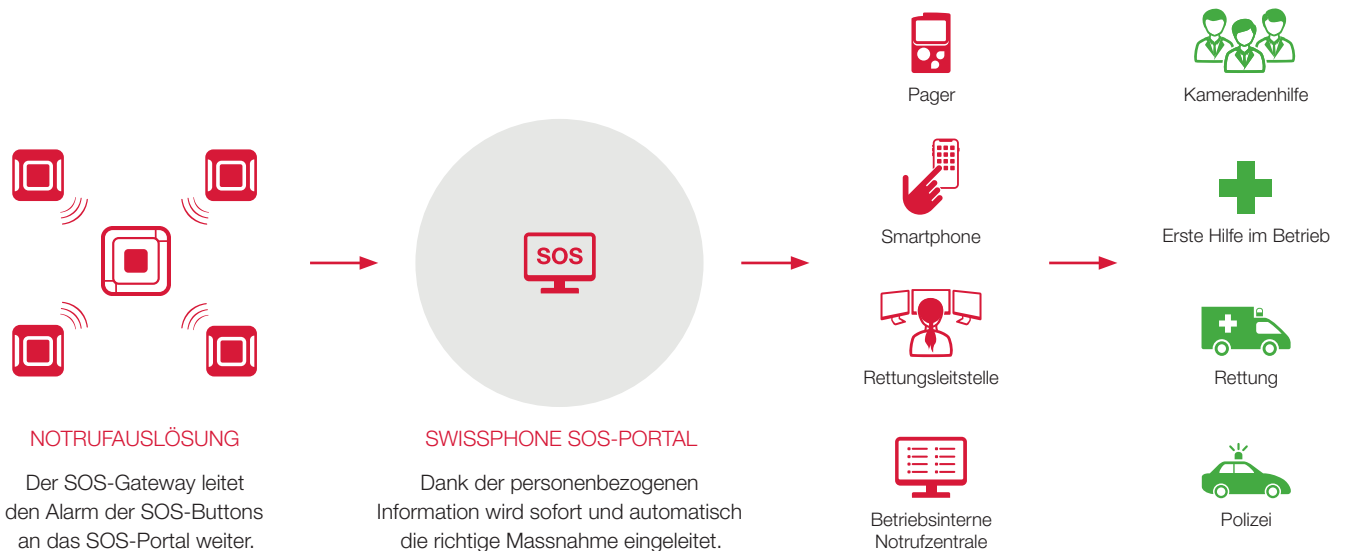 NOTRUFAUSLÖSUNG
Der SOS-Gateway leitet
den Alarm der SOS-Buttons
an das SOS-Portal weiter.
SOS
SWISSPHONE SOS-PORTAL
Dank der personenbezogenen
Information wird sofort und automatisch
die richtige Massnahme eingeleitet.
Pager
Smartphone
Rettungsleitstelle
Betriebsinterne
Notrufzentrale
Kameradenhilfe
Erste Hilfe im Betrieb
Rettung
Polizei